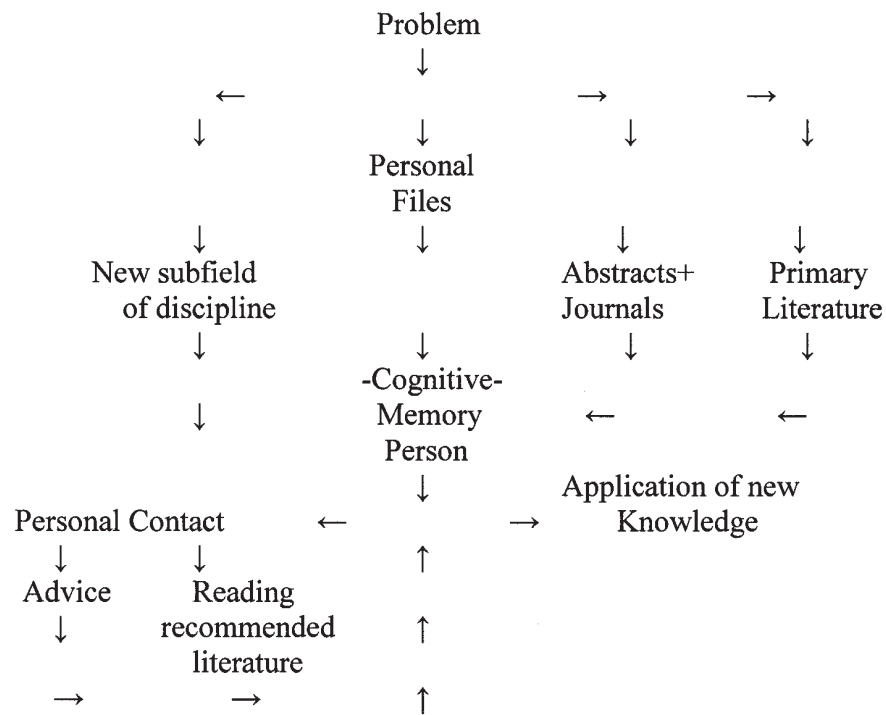 Problem
↓
← → →
↓ ↓ ↓ ↓
Personal
Files
↓ ↓ ↓ ↓
New subfield Abstracts+ Primary
of discipline Journals Literature
↓ ↓ ↓ ↓
-Cognitive-
↓ Memory ← ←
Person
↓ Application of new
Personal Contact ← → Knowledge
↓ ↓ ↑
Advice Reading
↓ recommended ↑
literature
→ → ↑